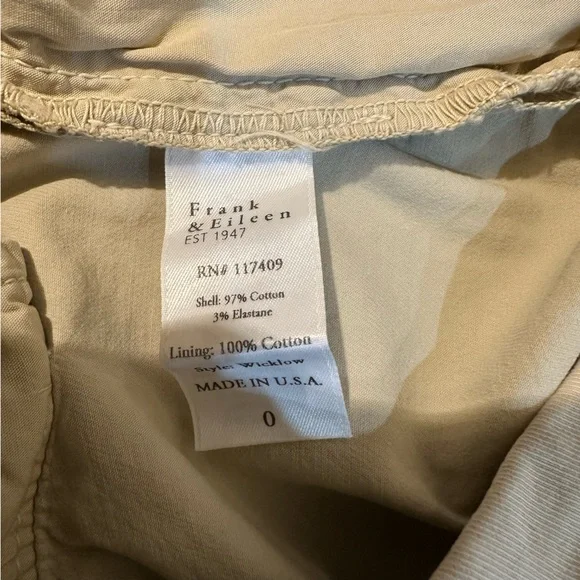 Frank
& Eileen
EST 1947
RN# 117409
Shell: 97% Cotton
3% Elastane
Lining: 100% Cotton
Style: Wicklow
MADE IN U.S.A.
0